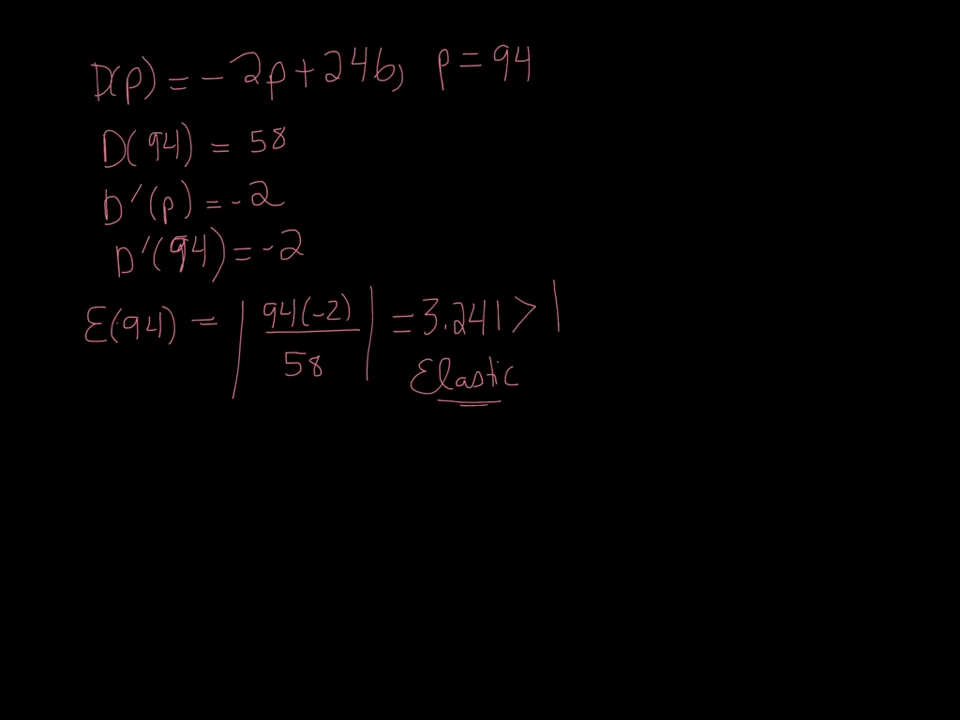 D(p) = -2p + 246, p = 94
D(94) = 58
D'(p) = -2
D'(94) = -2
E(94) = | 94(-2) / 58 | = 3.241 > 1
Elastic